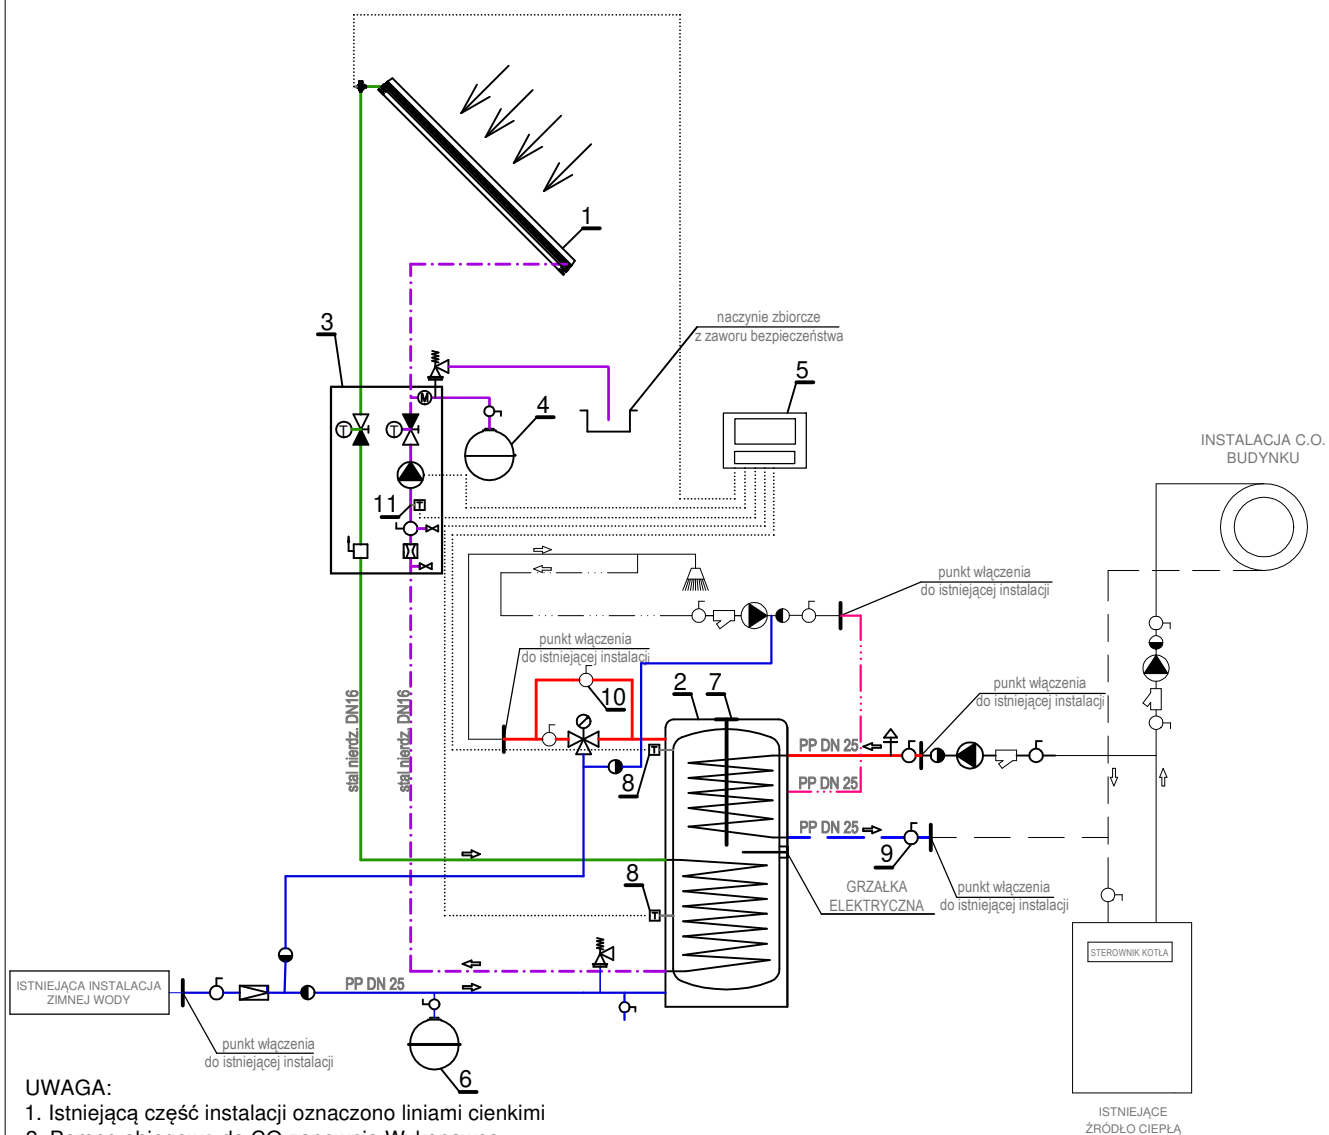 1
3
naczynie zbiorcze
z zaworu bezpieczeństwa
5
4
M
T
T
INSTALACJA C.O.
BUDYNKU
11
T
punkt włączenia
do istniejącej instalacji
punkt włączenia
do istniejącej instalacji
stal nierdz. DN16
stal nierdz. DN16
10
2
7
punkt włączenia
do istniejącej instalacji
T
8
PP DN 25
PP DN 25
PP DN 25
9
8
T
GRZAŁKA
ELEKTRYCZNA
punkt włączenia
do istniejącej instalacji
STEROWNIK KOTŁA
ISTNIEJĄCA INSTALACJA
ZIMNEJ WODY
PP DN 25
punkt włączenia
do istniejącej instalacji
6
UWAGA:
1. Istniejącą część instalacji oznaczono liniami cienkimi
ISTNIEJĄCE
ŹRÓDŁO CIEPŁĄ